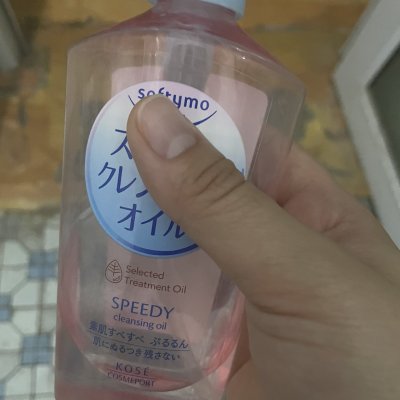 softymo
ス
クレ
オイル
Selected
Treatment Oil
SPEEDY
cleansing oil
素肌すべすべ ぷるるん
肌にぬるつき残さない
KOSÉ
COSMEPORT